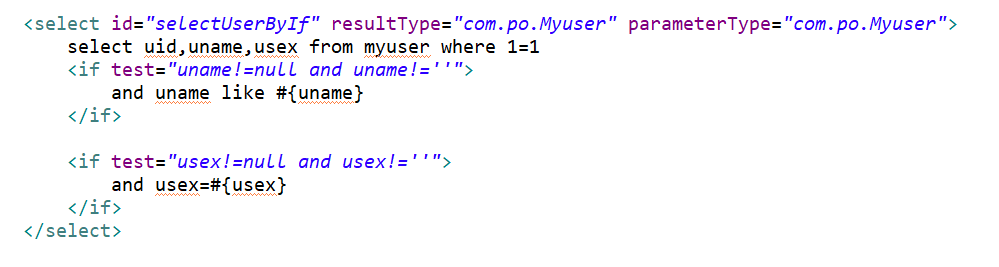 <select id="selectUserByIf" resultType="com.po.Myuser" parameterType="com.po.Myuser">
    select uid,uname,usex from myuser where 1=1
    <if test="uname!=null and uname!=''">
        and uname like #{uname}
    </if>

    <if test="usex!=null and usex!=''">
        and usex=#{usex}
    </if>
</select>